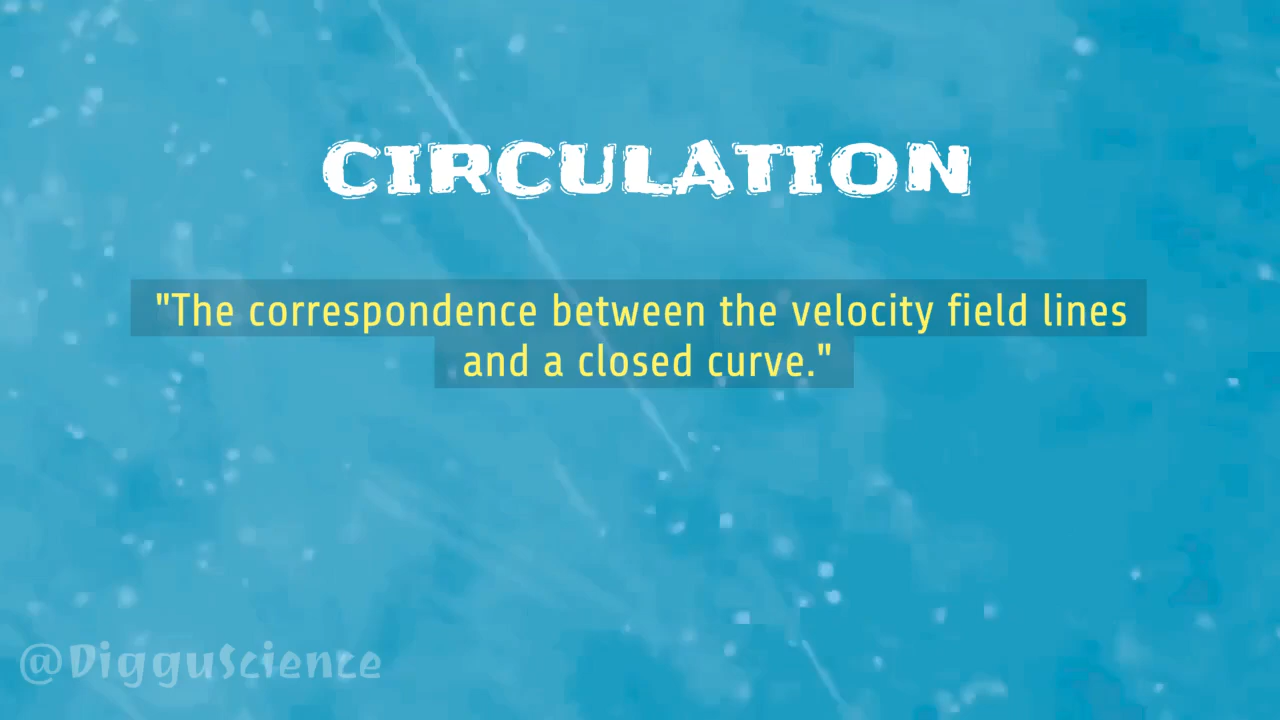 CIRCULATION
"The correspondence between the velocity field lines
and a closed curve."
@DigguScience